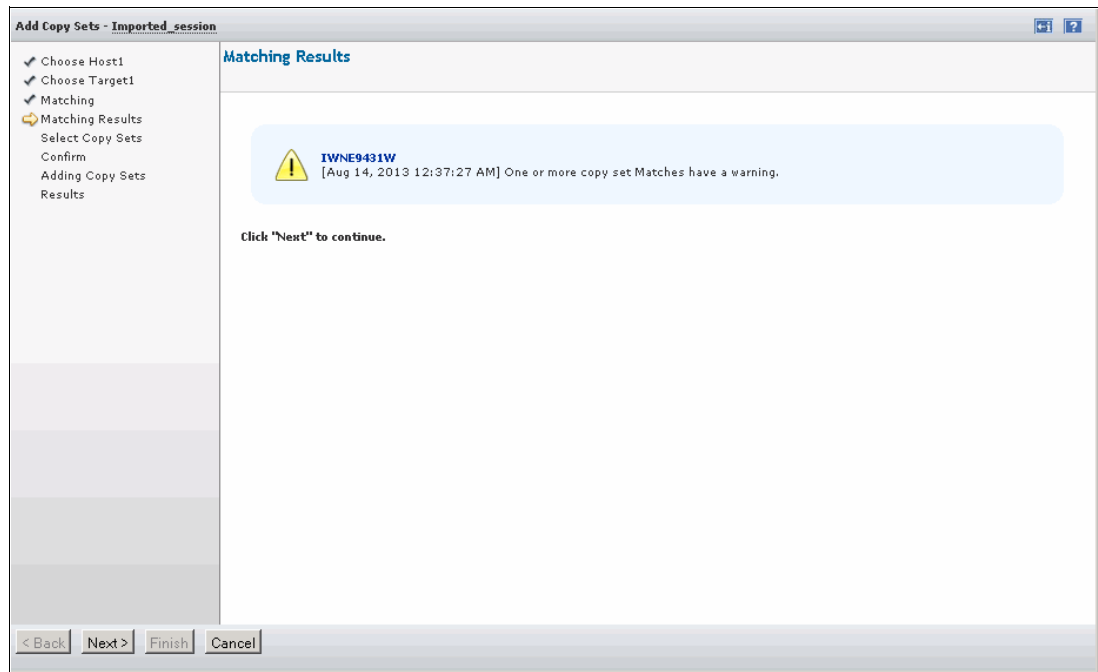 Add Copy Sets - Imported_session
Choose Host1
Choose Target1
Matching
Matching Results
Select Copy Sets
Confirm
Adding Copy Sets
Results
Matching Results
IWNE9431W
[Aug 14, 2013 12:37:27 AM] One or more copy set Matches have a warning.
Click "Next" to continue.
< Back Next > Finish Cancel